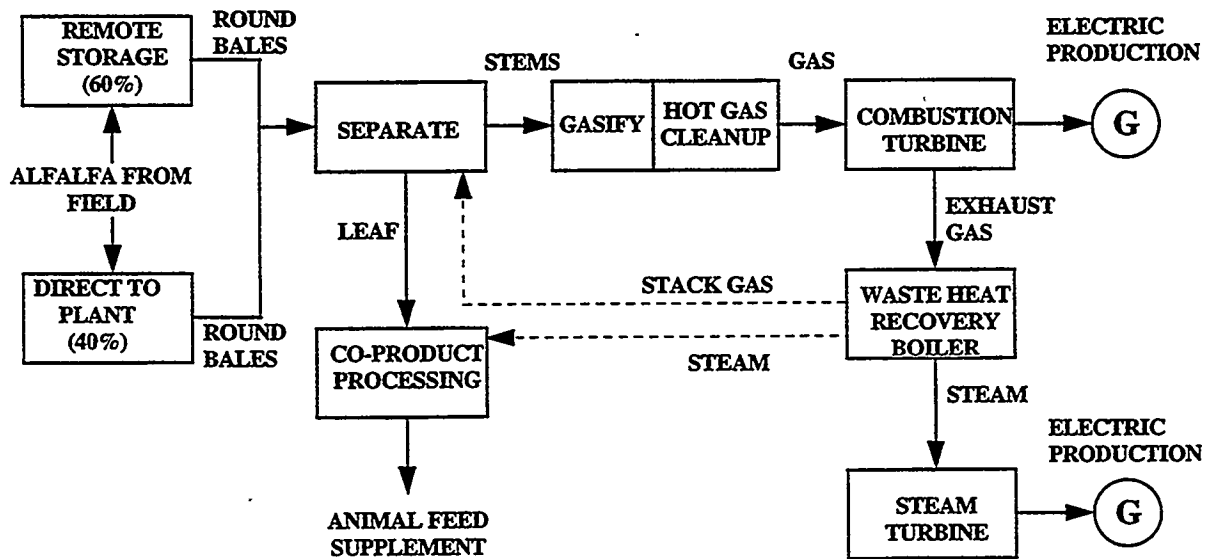 REMOTE
STORAGE
(60%)
ROUND
BALES
ALFALFA FROM
FIELD
DIRECT TO
PLANT
(40%)
ROUND
BALES
SEPARATE
STEMS
GASIFY
HOT GAS
CLEANUP
GAS
COMBUSTION
TURBINE
ELECTRIC
PRODUCTION
G
LEAF
EXHAUST
GAS
STACK GAS
WASTE HEAT
RECOVERY
BOILER
STEAM
CO-PRODUCT
PROCESSING
STEAM
ANIMAL FEED
SUPPLEMENT
STEAM
TURBINE
ELECTRIC
PRODUCTION
G